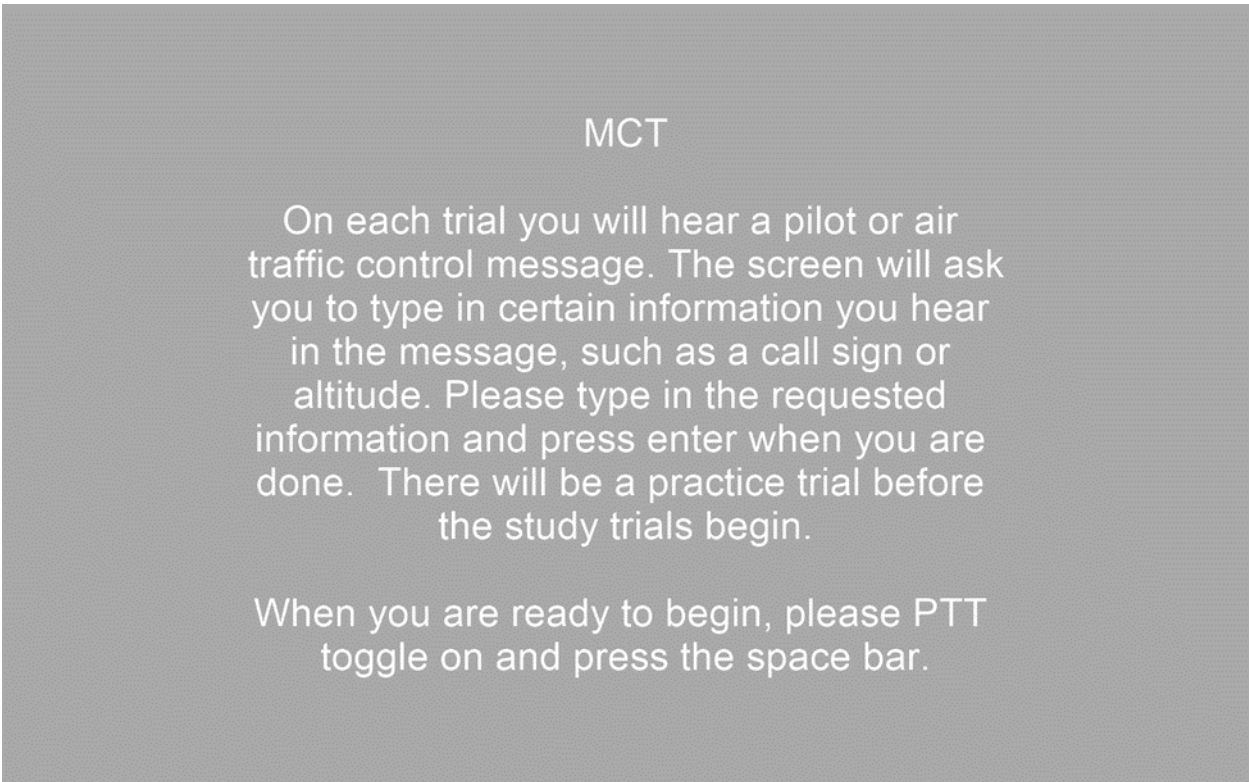 MCT
On each trial you will hear a pilot or air
traffic control message. The screen will ask
you to type in certain information you hear
in the message, such as a call sign or
altitude. Please type in the requested
information and press enter when you are
done.  There will be a practice trial before
the study trials begin.
When you are ready to begin, please PTT
toggle on and press the space bar.